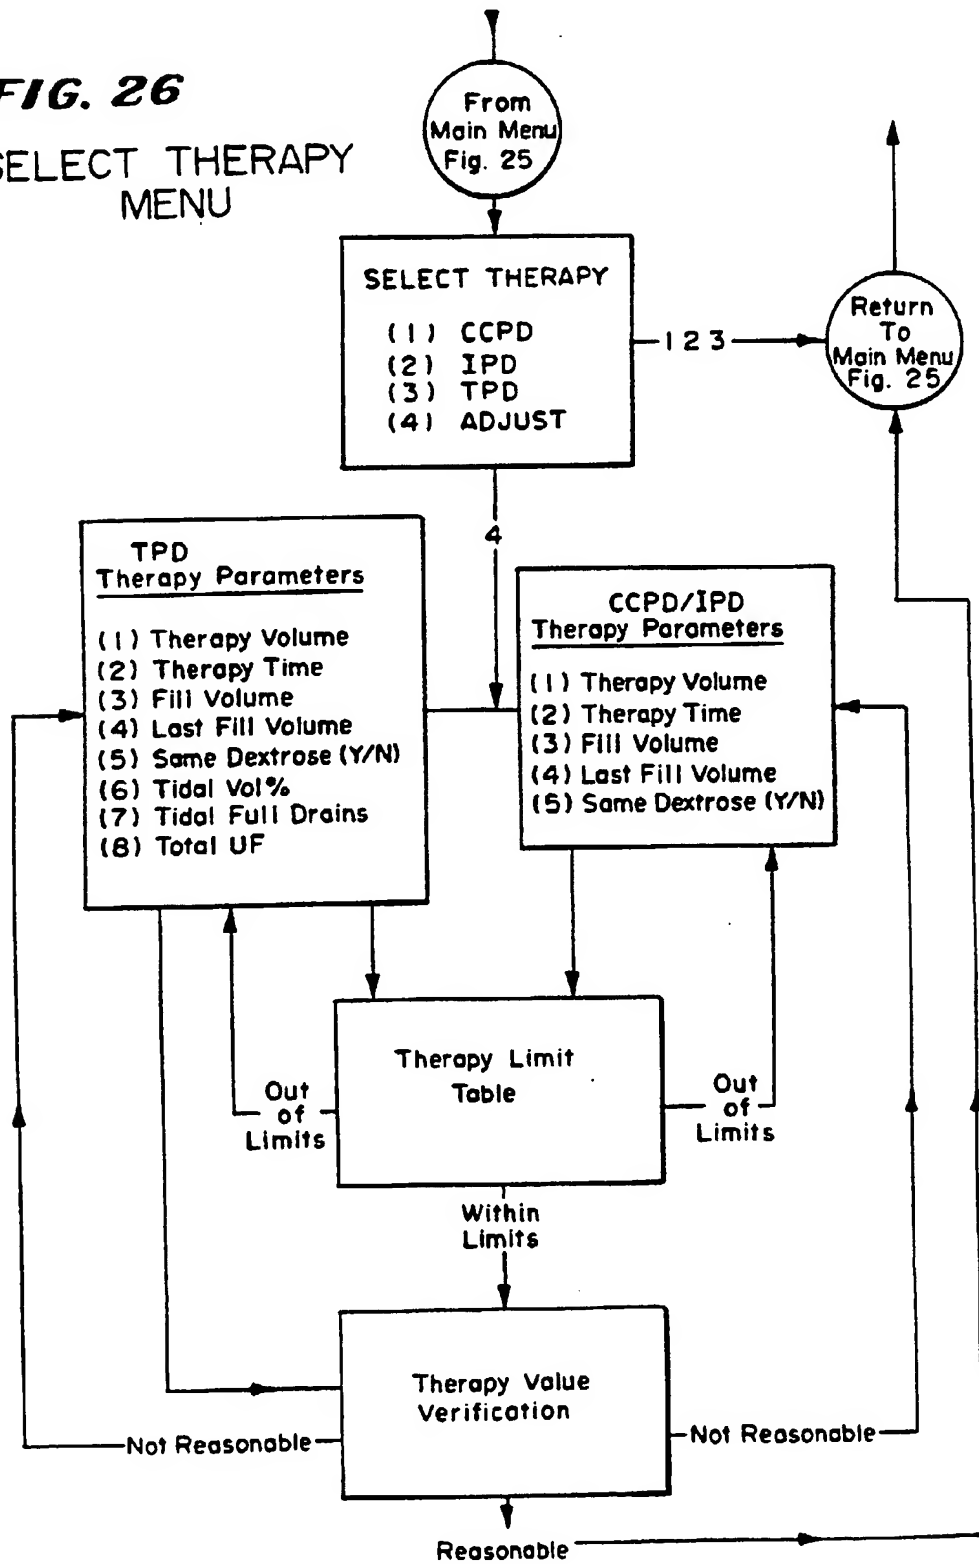 FIG. 26
SELECT THERAPY
MENU
From
Main Menu
Fig. 25
SELECT THERAPY
(1) CCPD
(2) IPD
(3) TPD
(4) ADJUST
1 2 3
Return
To
Main Menu
Fig. 25
4
TPD
Therapy Parameters
(1) Therapy Volume
(2) Therapy Time
(3) Fill Volume
(4) Last Fill Volume
(5) Same Dextrose (Y/N)
(6) Tidal Vol%
(7) Tidal Full Drains
(8) Total UF
CCPD/IPD
Therapy Parameters
(1) Therapy Volume
(2) Therapy Time
(3) Fill Volume
(4) Last Fill Volume
(5) Same Dextrose (Y/N)
Therapy Limit
Table
Out
of
Limits
Out
of
Limits
Within
Limits
Therapy Value
Verification
Not Reasonable
Not Reasonable
Reasonable